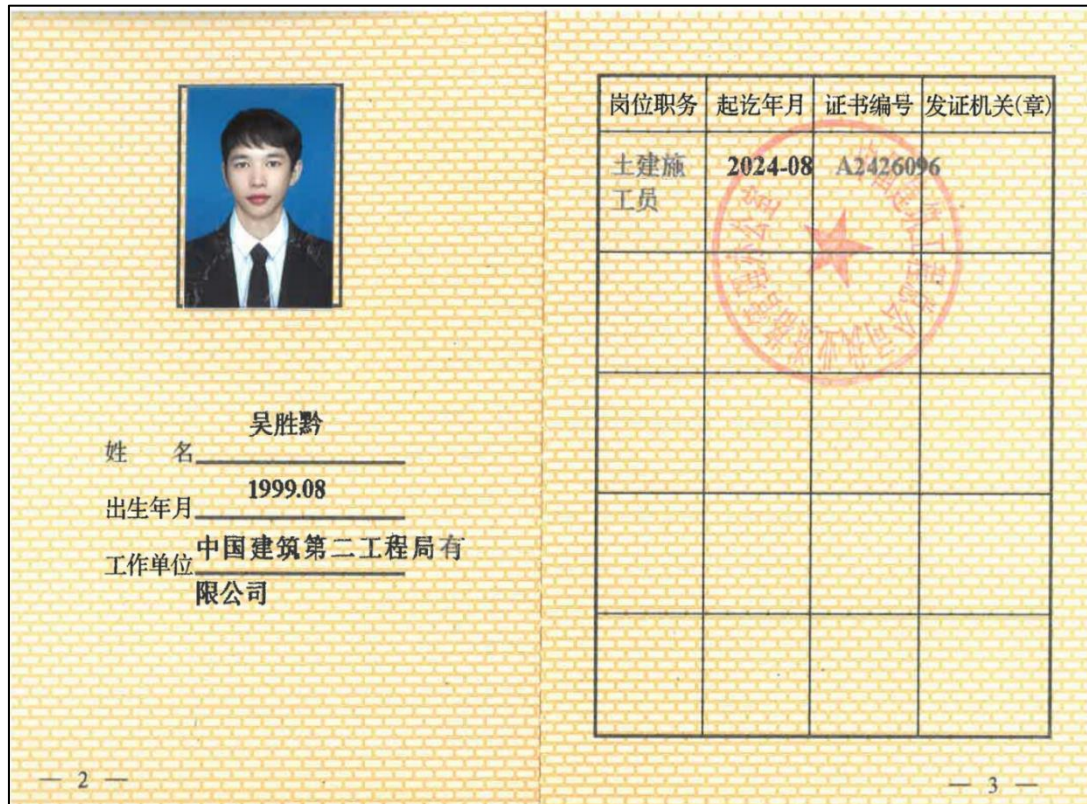 姓 名 吴胜黔
出生年月 1999.08
工作单位 中国建筑第二工程局有
限公司
— 2 —
岗位职务 起讫年月 证书编号 发证机关(章)
土建施 2024-08 A2426096
工员
— 3 —